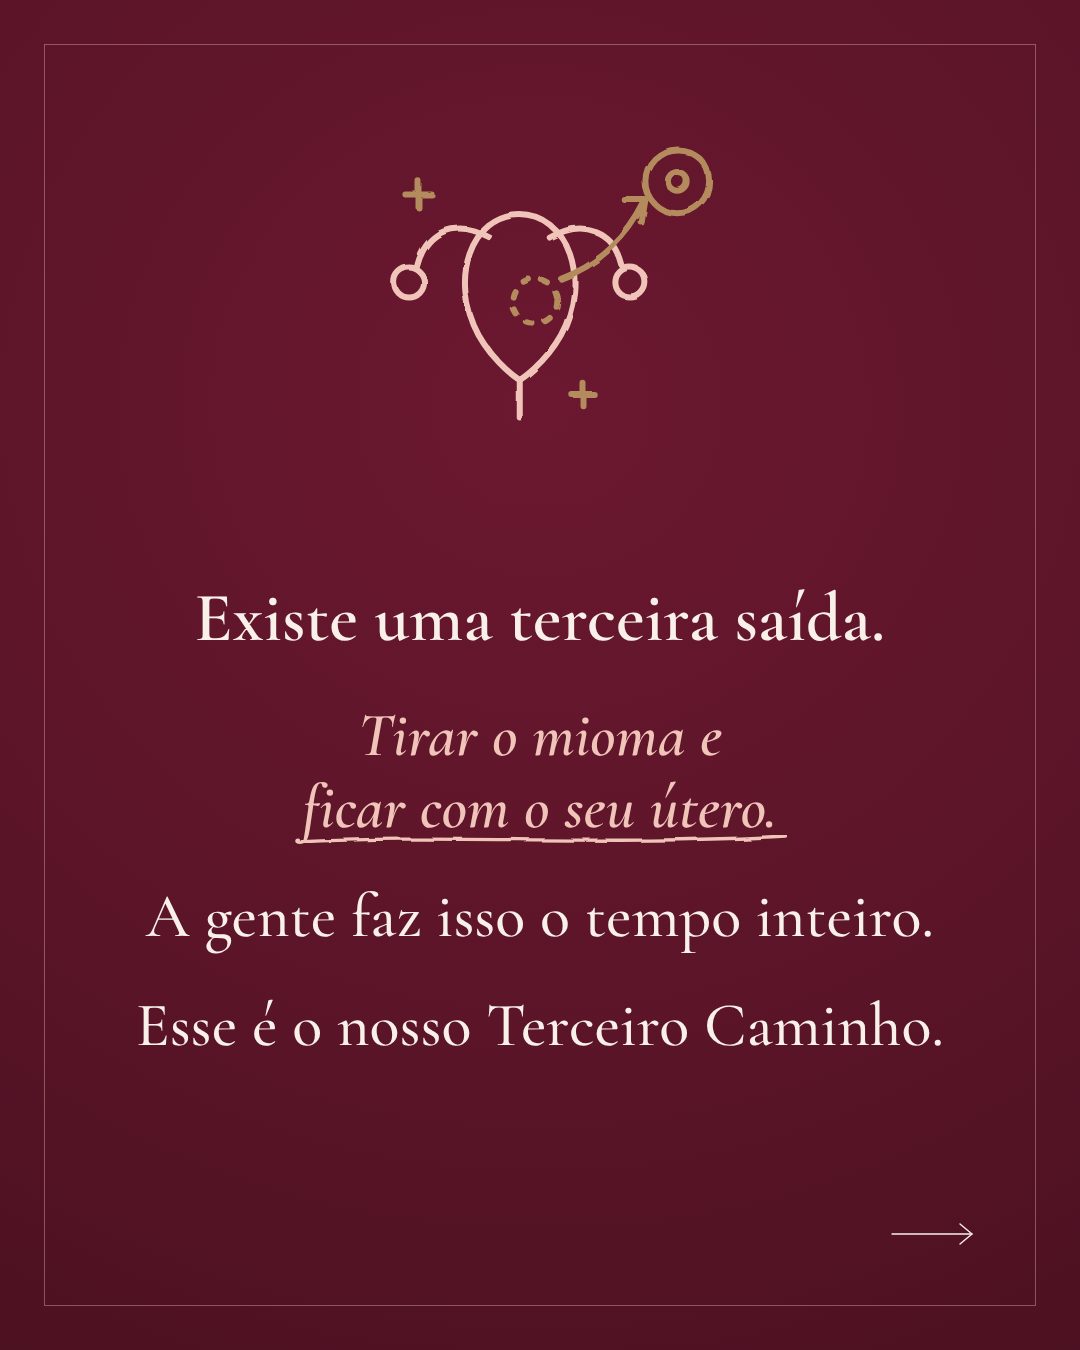 Existe uma terceira saída.
Tirar o mioma e
ficar com o seu útero.
A gente faz isso o tempo inteiro.
Esse é o nosso Terceiro Caminho.